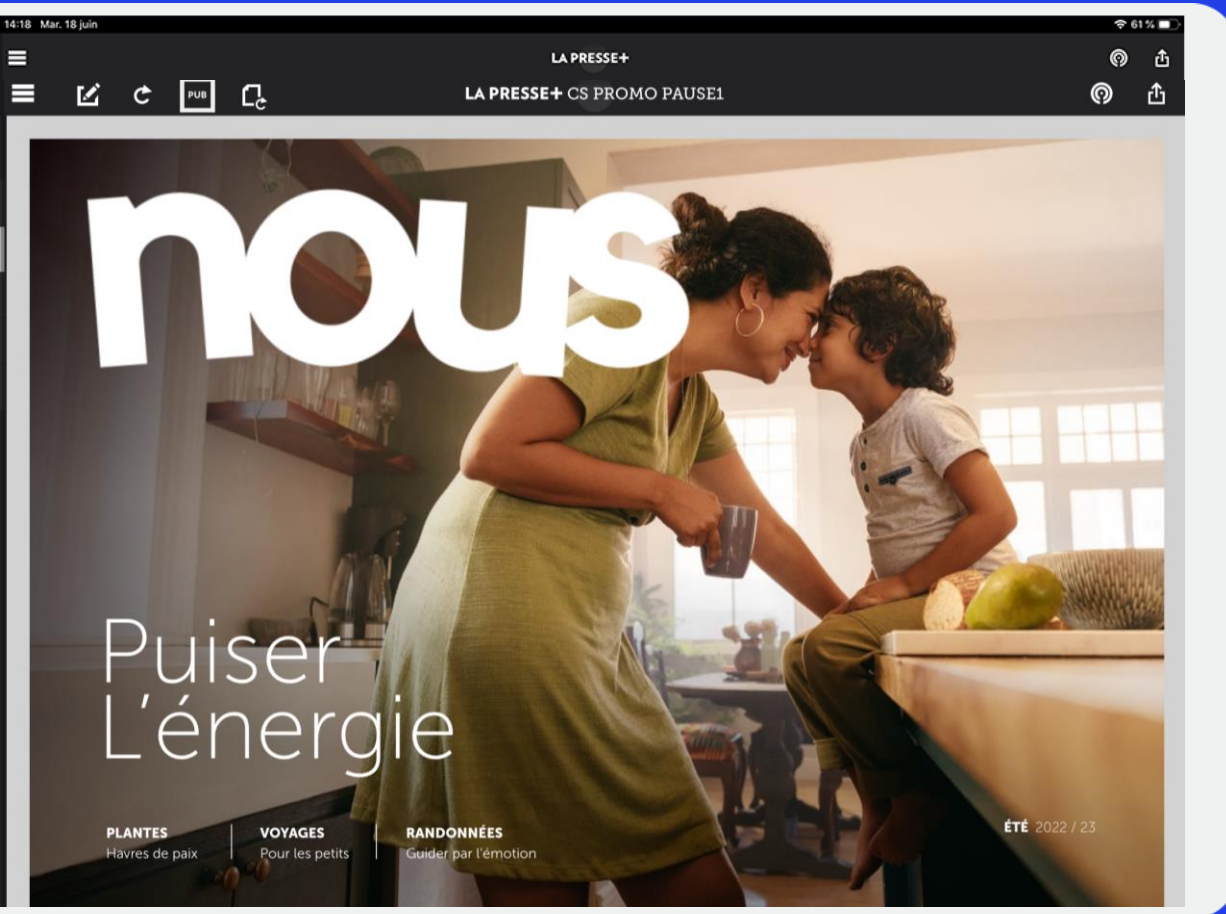 14:18 Mar. 18 juin 61 %
LA PRESSE+
PUB LA PRESSE+ CS PROMO PAUSE1
nous
Puiser
L'énergie
PLANTES
Havres de paix
VOYAGES
Pour les petits
RANDONNÉES
Guider par l'émotion
ÉTÉ 2022 / 23